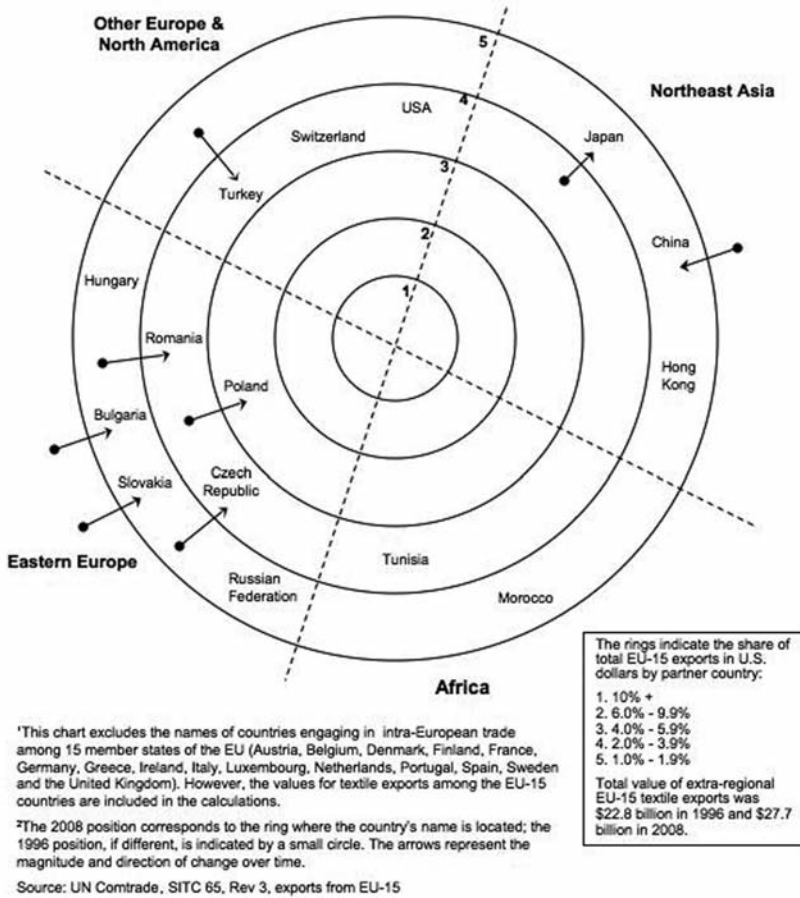 Other Europe &
North America
Northeast Asia
5
4
3
2
1
USA
Switzerland
Japan
Turkey
China
Hungary
Romania
Hong
Kong
Poland
Bulgaria
Czech
Republic
Slovakia
Eastern Europe
Tunisia
Russian
Federation
Morocco
Africa
The rings indicate the share of
total EU-15 exports in U.S.
dollars by partner country:
1. 10% +
2. 6.0% - 9.9%
3. 4.0% - 5.9%
4. 2.0% - 3.9%
5. 1.0% - 1.9%
Total value of extra-regional
EU-15 textile exports was
$22.8 billion in 1996 and $27.7
billion in 2008.
¹This chart excludes the names of countries engaging in intra-European trade
among 15 member states of the EU (Austria, Belgium, Denmark, Finland, France,
Germany, Greece, Ireland, Italy, Luxembourg, Netherlands, Portugal, Spain, Sweden
and the United Kingdom). However, the values for textile exports among the EU-15
countries are included in the calculations.
²The 2008 position corresponds to the ring where the country's name is located; the
1996 position, if different, is indicated by a small circle. The arrows represent the
magnitude and direction of change over time.
Source: UN Comtrade, SITC 65, Rev 3, exports from EU-15